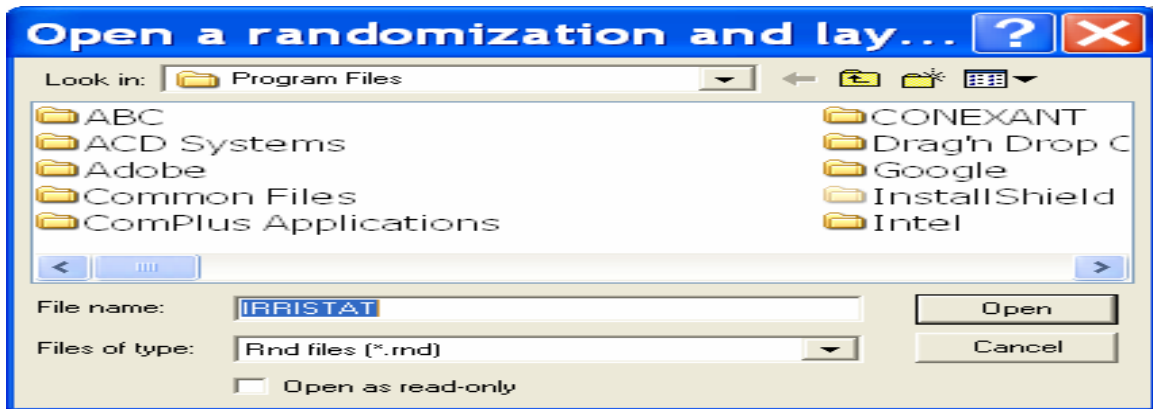 Open a randomization and lay...
Look in: Program Files
ABC
ACD Systems
Adobe
Common Files
ComPlus Applications
CONEXANT
Drag'n Drop C
Google
InstallShield
Intel
File name: IRRISTAT Open
Files of type: Rnd files (*.rnd) Cancel
Open as read-only